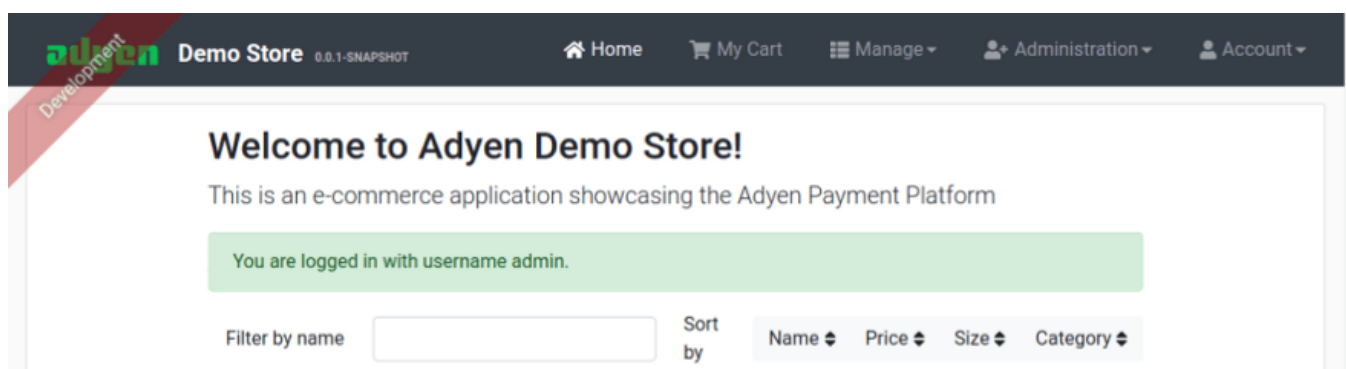 adyen Demo Store 0.0.1-SNAPSHOT Home My Cart Manage Administration Account
Development
Welcome to Adyen Demo Store!
This is an e-commerce application showcasing the Adyen Payment Platform
You are logged in with username admin.
Filter by name Sort by Name Price Size Category